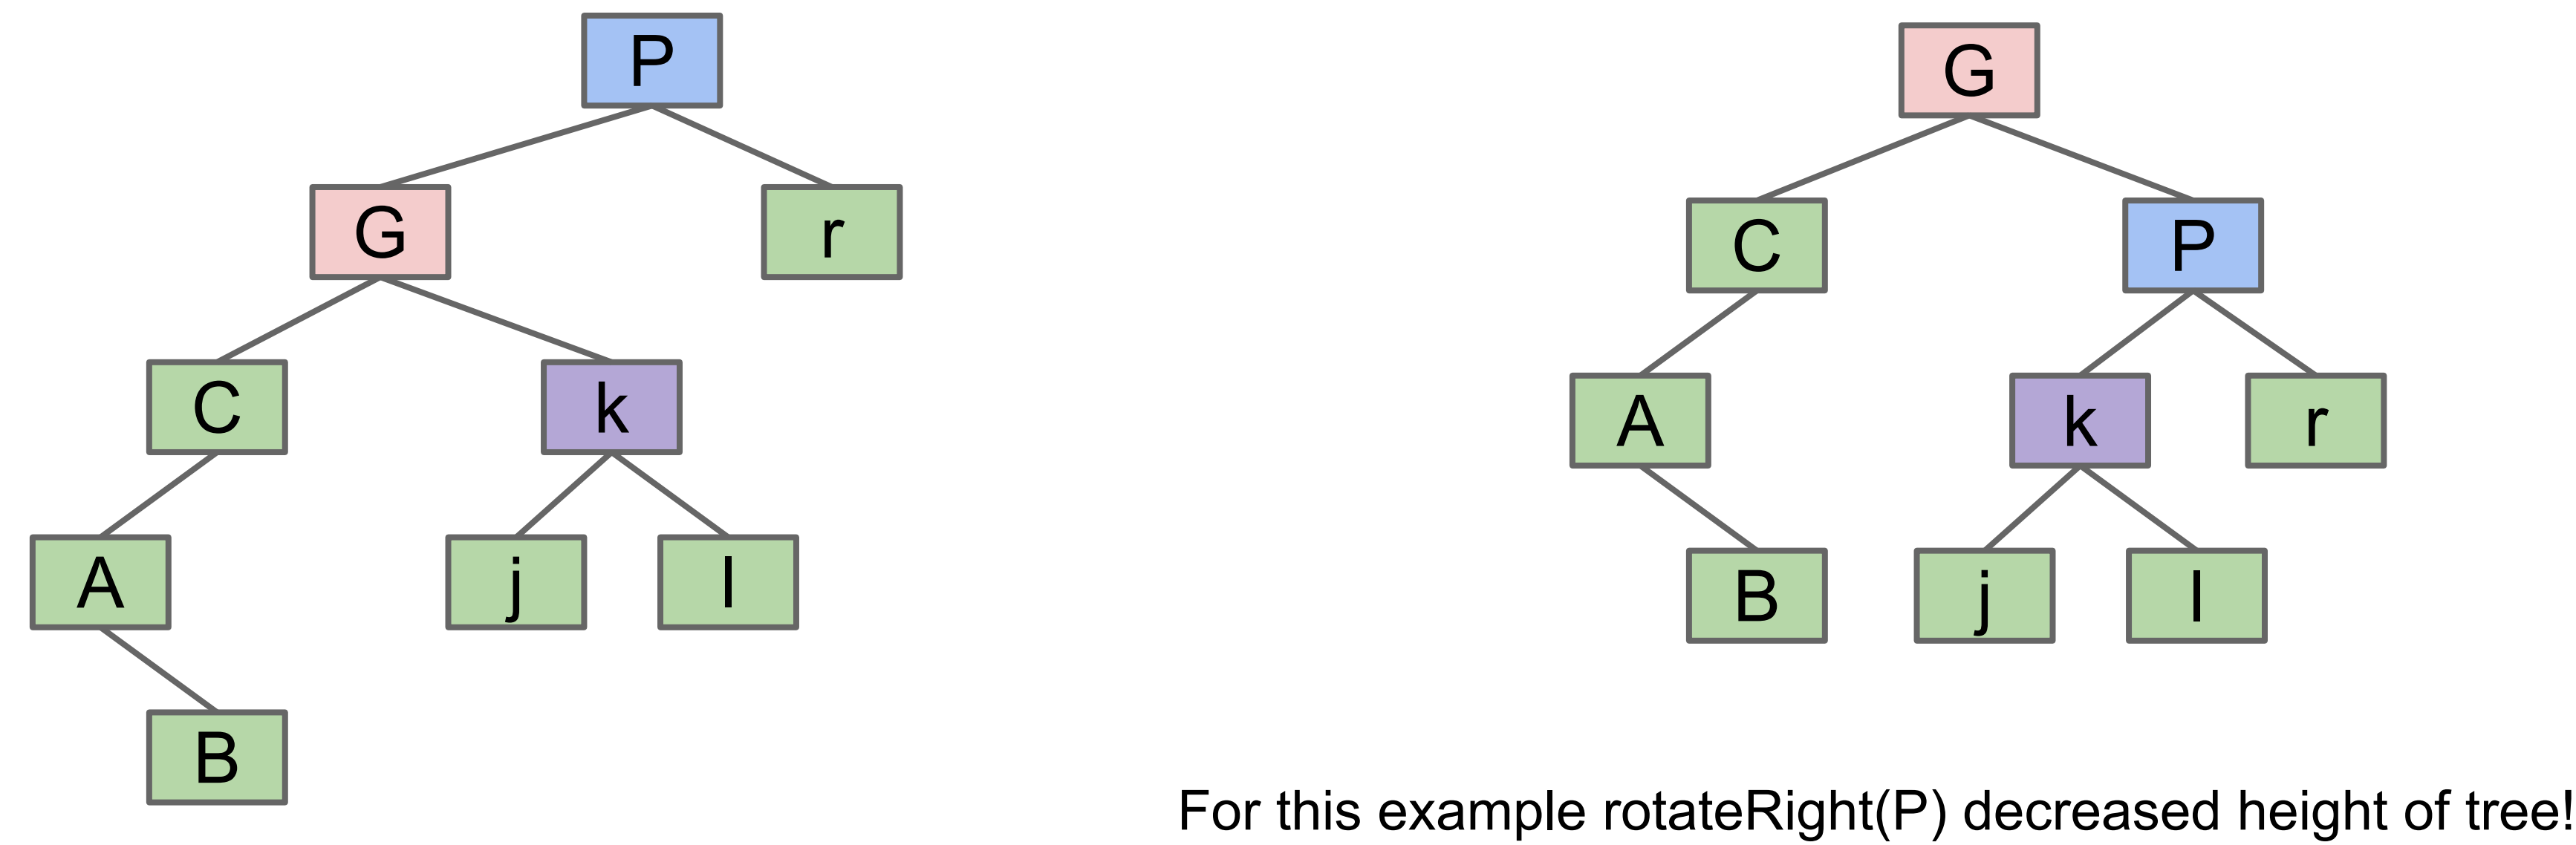 P
G
G
r
C
P
C
k
A
k
r
A
j
l
B
j
l
B
For this example rotateRight(P) decreased height of tree!